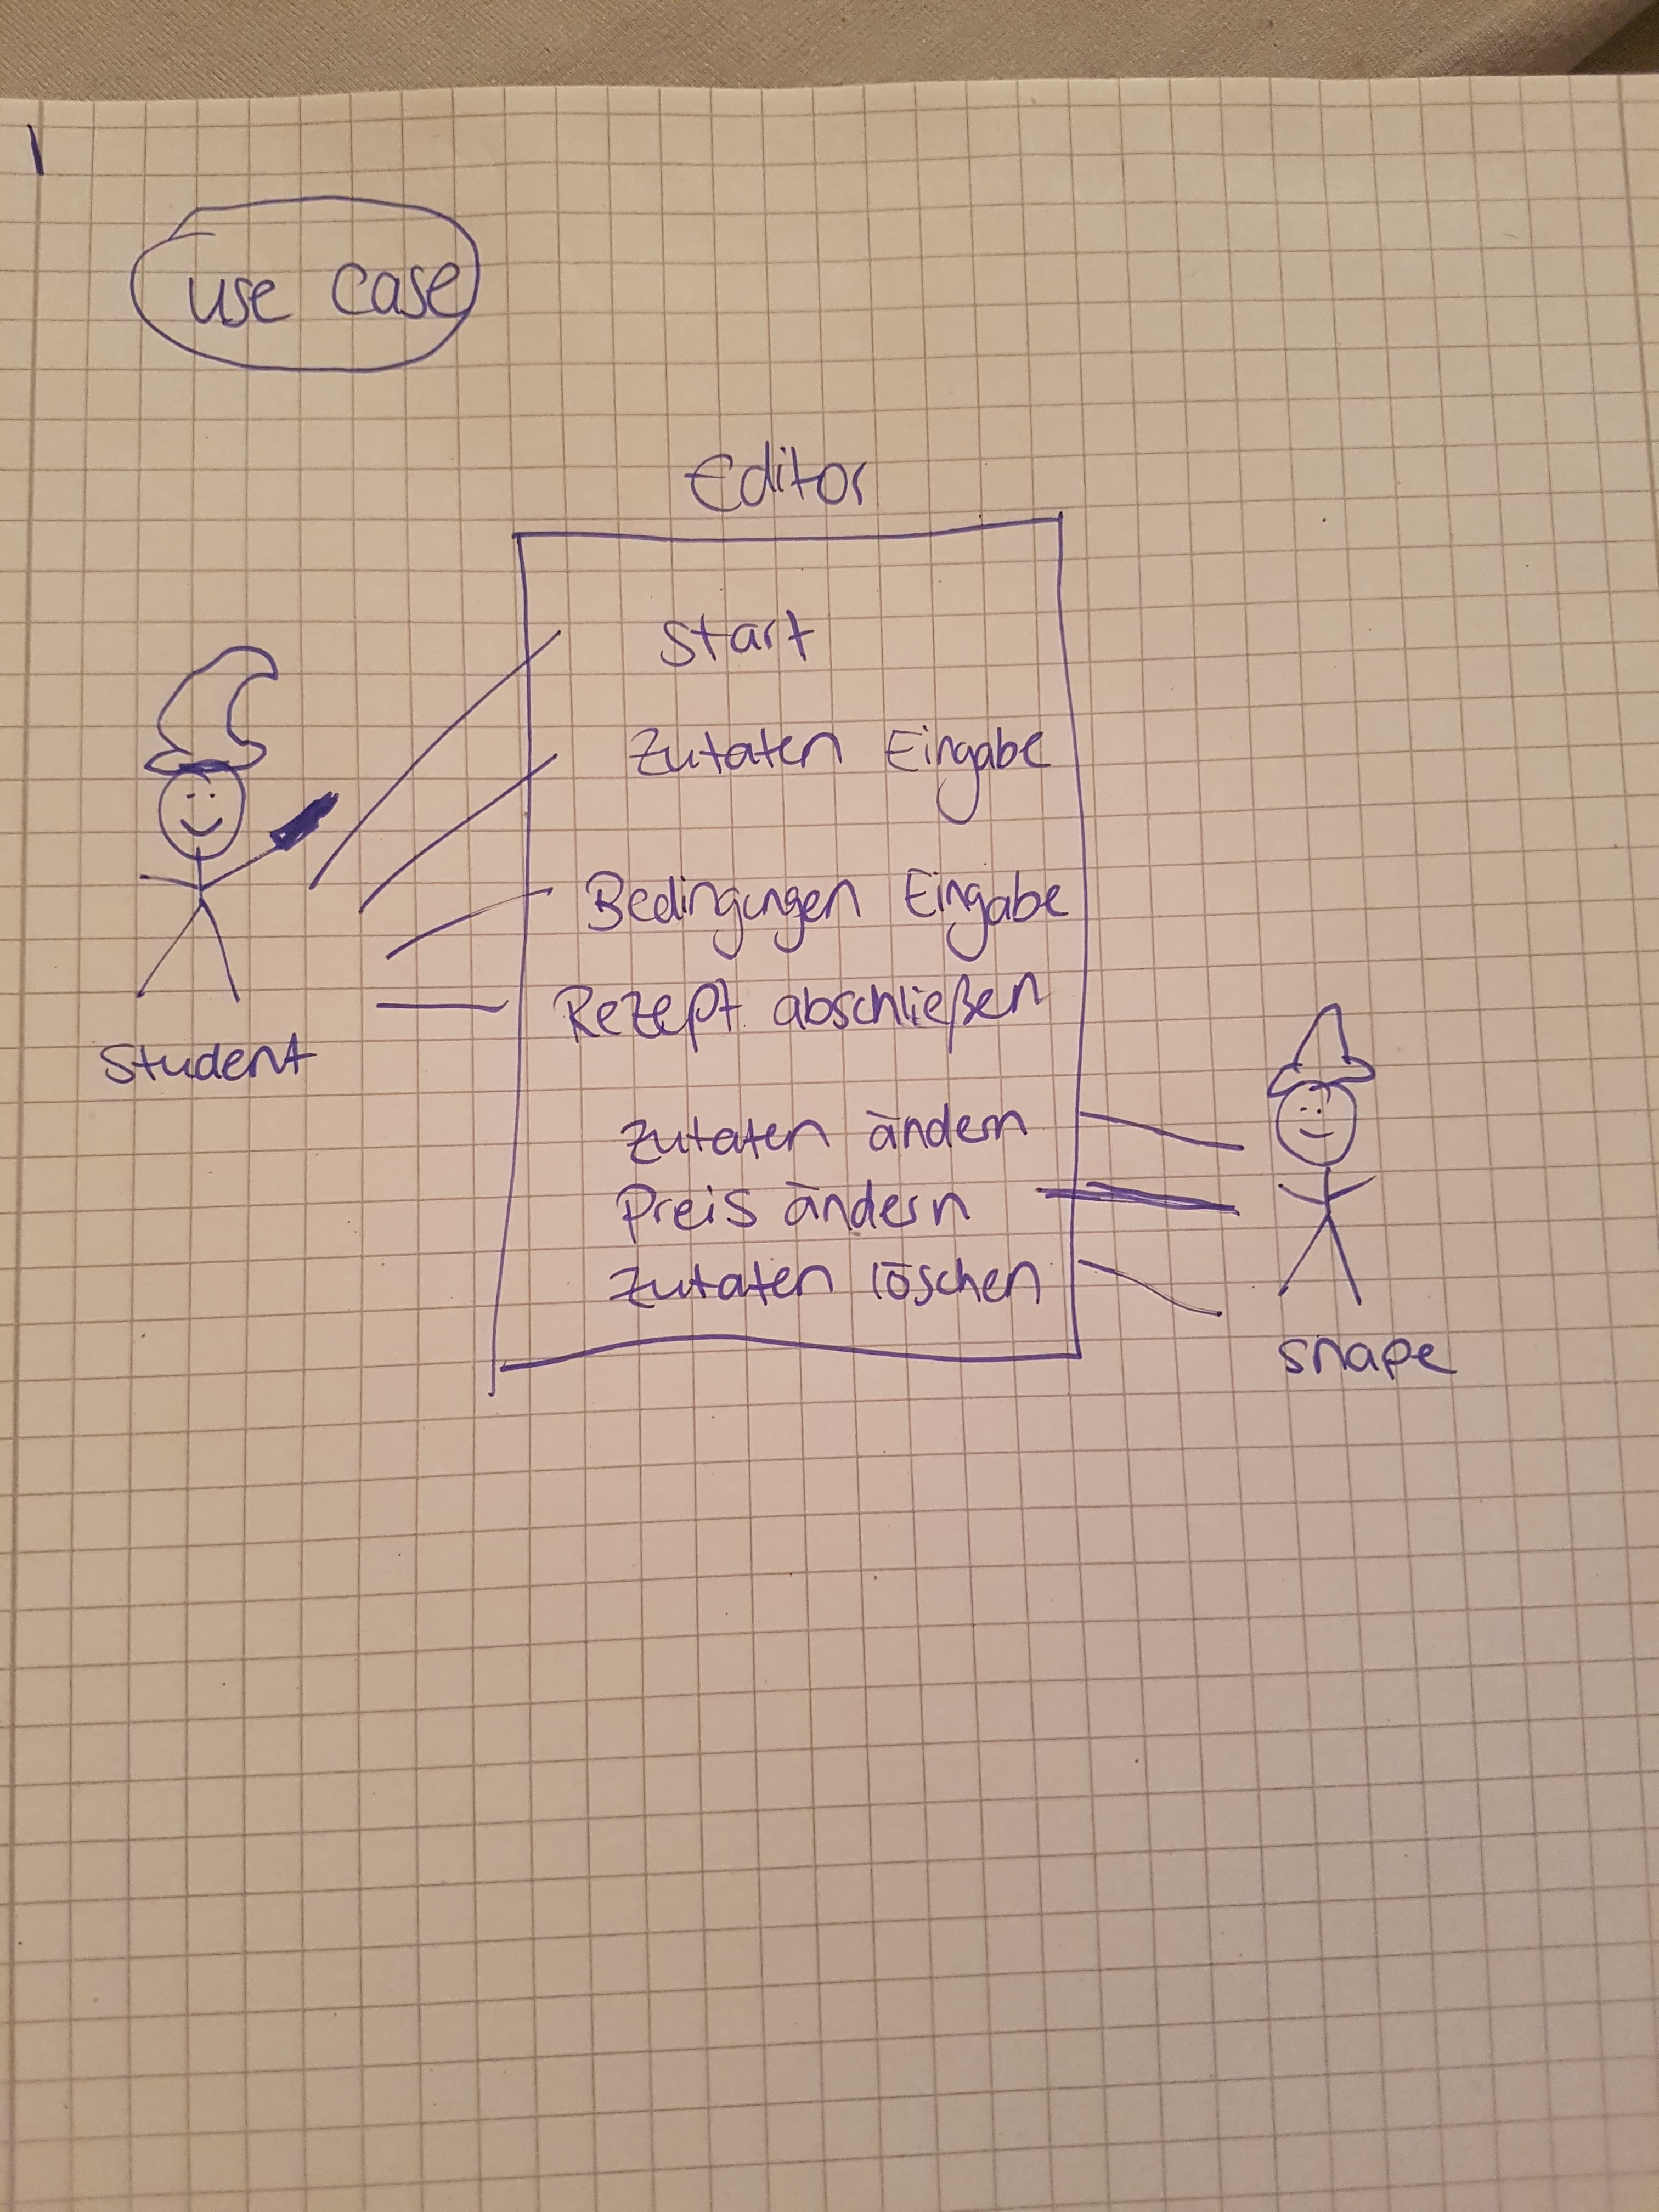 use case
Editor
Start
Zutaten Eingabe
Bedingungen Eingabe
Rezept abschließen
Student
Zutaten ändern
Preis ändern
Zutaten löschen
Snape